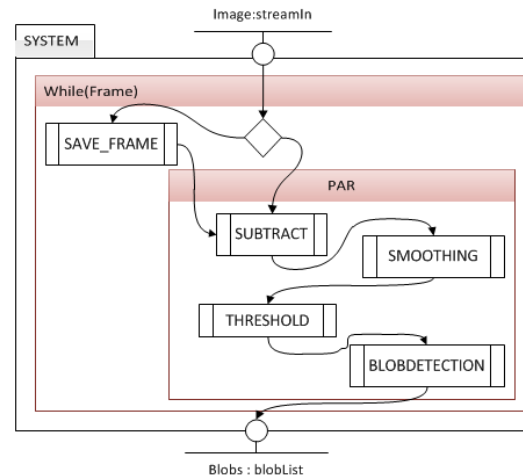 Image:streamIn
SYSTEM
While(Frame)
SAVE_FRAME
PAR
SUBTRACT
SMOOTHING
THRESHOLD
BLOBDETECTION
Blobs : blobList